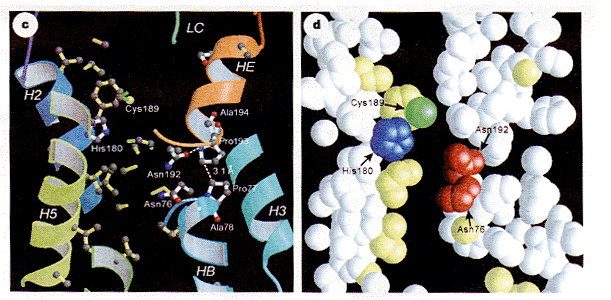 c
LC
HE
H2
Cys189
Ala194
His180
Pro193
Asn192
3.1Å
Asn76
Pro77
H5
Ala78
H3
HB
d
Cys189
Asn192
His180
Asn76